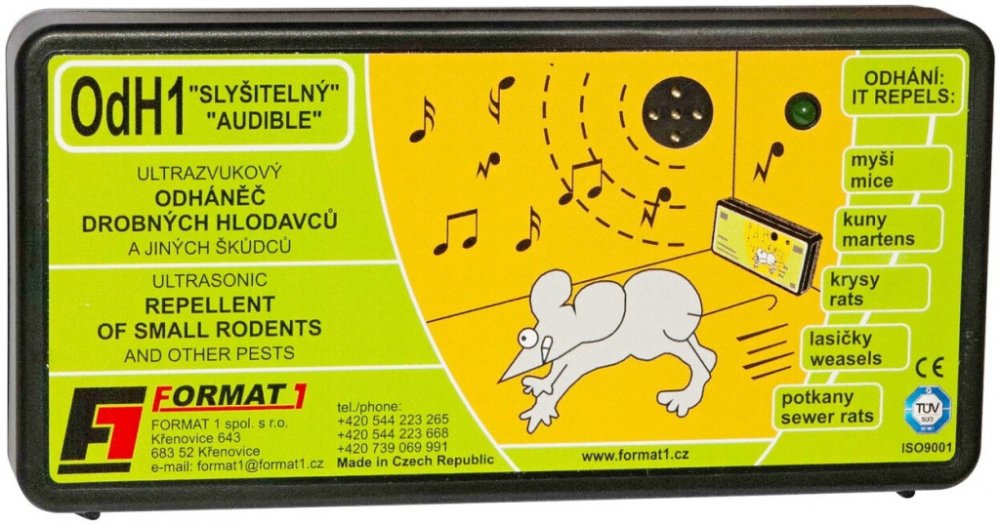 OdH1 "SLYŠITELNÝ"
"AUDIBLE"
ULTRAZVUKOVÝ
ODHÁNĚČ
DROBNÝCH HLODAVCŮ
A JINÝCH ŠKŮDCŮ
ULTRASONIC
REPELLENT
OF SMALL RODENTS
AND OTHER PESTS
F1 FORMAT 1
FORMAT 1 spol. s r.o.
Křenovice 643
683 52 Křenovice
e-mail: format1@format1.cz
tel./phone:
+420 544 223 265
+420 544 223 668
+420 739 069 991
Made in Czech Republic
www.format1.cz
ODHÁNÍ:
IT REPELS:
myši
mice
kuny
martens
krysy
rats
lasičky
weasels
potkany
sewer rats
CE
TÜV
SÜD
ISO9001